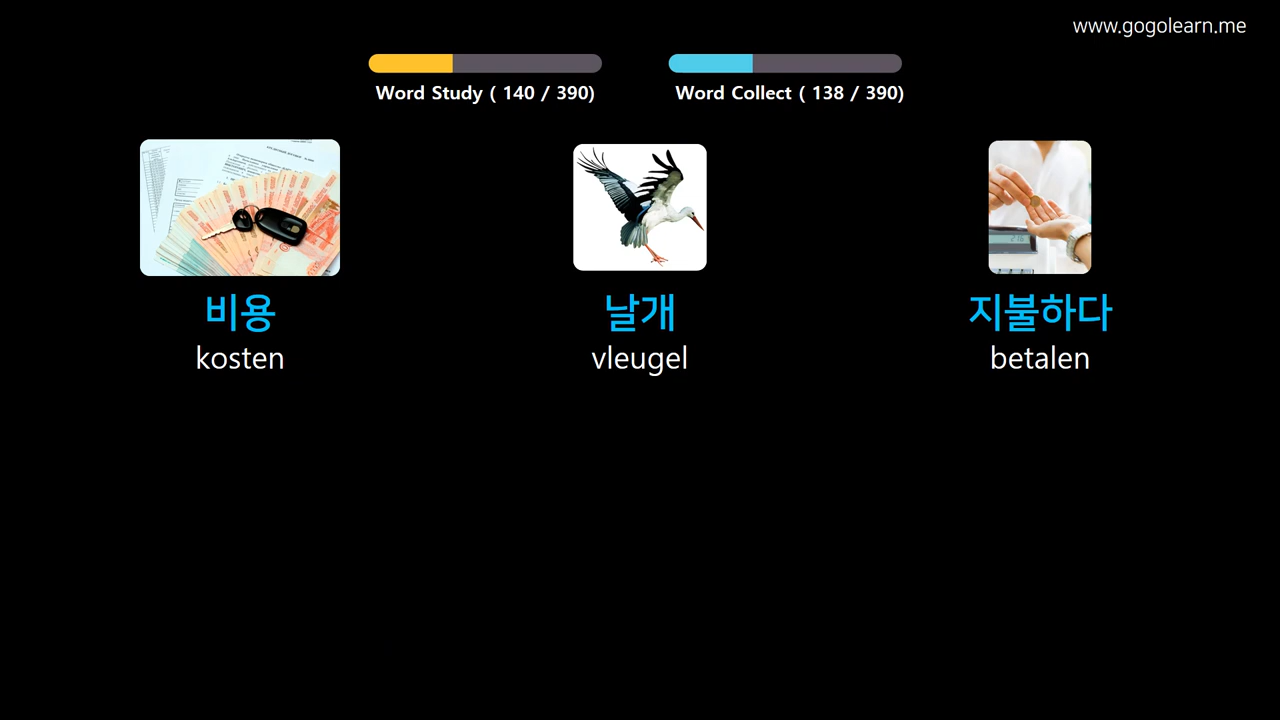 www.gogolearn.me
Word Study ( 140 / 390)
Word Collect ( 138 / 390)
비용
kosten
날개
vleugel
지불하다
betalen